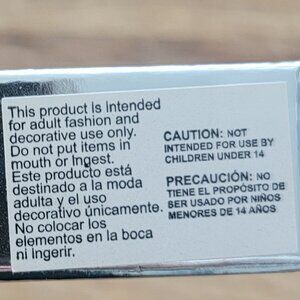 This product is intended
for adult fashion and
decorative use only.
Do not put items in
mouth or Ingest.
Este producto está
destinado a la moda
adulta y el uso
decorativo únicamente.
No colocar los
elementos en la boca
ni ingerir.
CAUTION: NOT
INTENDED FOR USE BY
CHILDREN UNDER 14
PRECAUCIÓN: NO
TIENE EL PROPÓSITO DE
BER USADO POR NIÑOS
MENORES DE 14 AÑOS